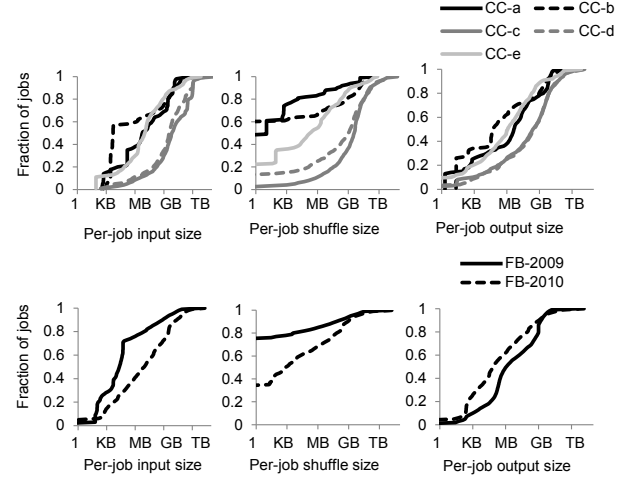 CC-a CC-b
CC-c CC-d
CC-e
Fraction of jobs
1
0.8
0.6
0.4
0.2
0
1 KB MB GB TB
Per-job input size
1
0.8
0.6
0.4
0.2
0
1 KB MB GB TB
Per-job shuffle size
1
0.8
0.6
0.4
0.2
0
1 KB MB GB TB
Per-job output size
FB-2009
FB-2010
Fraction of jobs
1
0.8
0.6
0.4
0.2
0
1 KB MB GB TB
Per-job input size
1
0.8
0.6
0.4
0.2
0
1 KB MB GB TB
Per-job shuffle size
1
0.8
0.6
0.4
0.2
0
1 KB MB GB TB
Per-job output size